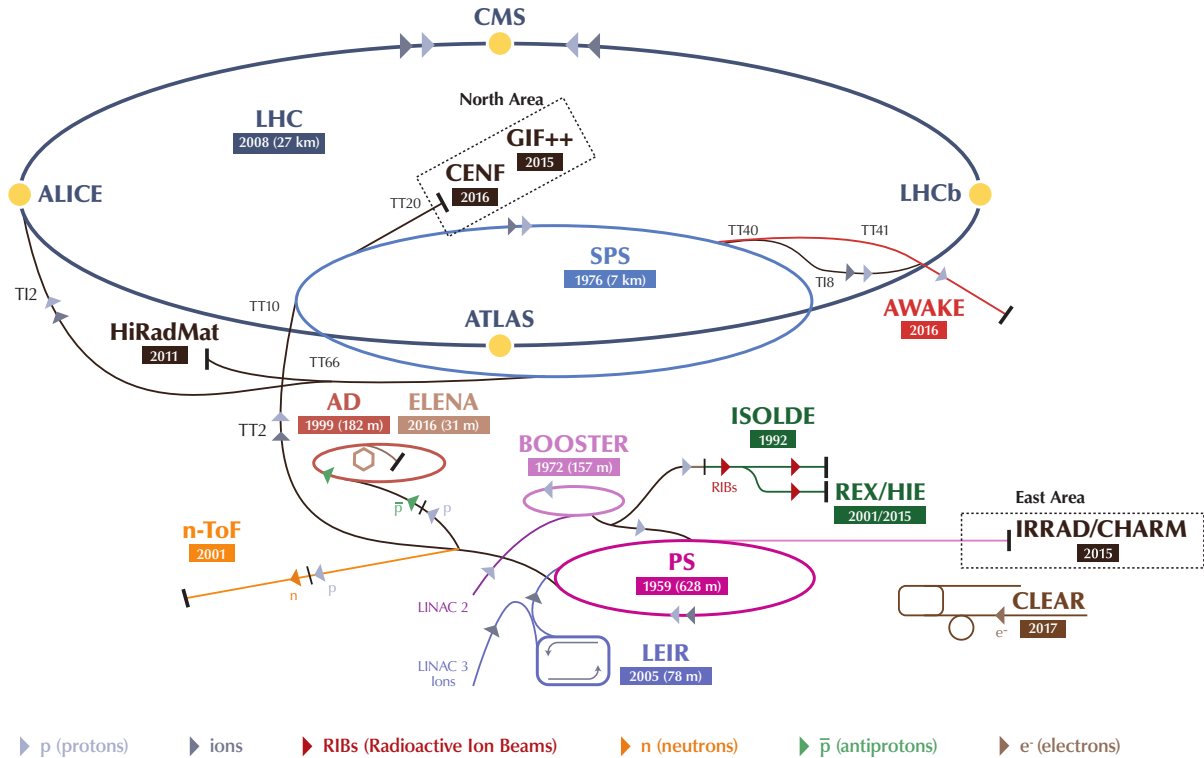 CMS
North Area
LHC
2008 (27 km)
GIF++
2015
CENF
2016
ALICE
LHCb
TT20
TT40
TT41
SPS
1976 (7 km)
TI2
TI8
TT10
ATLAS
AWAKE
2016
HiRadMat
2011
TT66
AD
1999 (182 m)
ELENA
2016 (31 m)
TT2
ISOLDE
1992
BOOSTER
1972 (157 m)
RIBs
REX/HIE
2001/2015
East Area
p̅
p
n-ToF
2001
IRRAD/CHARM
2015
PS
1959 (628 m)
n
p
LINAC 2
CLEAR
2017
e-
LINAC 3
Ions
LEIR
2005 (78 m)
p (protons)
ions
RIBs (Radioactive Ion Beams)
n (neutrons)
p̅ (antiprotons)
e- (electrons)